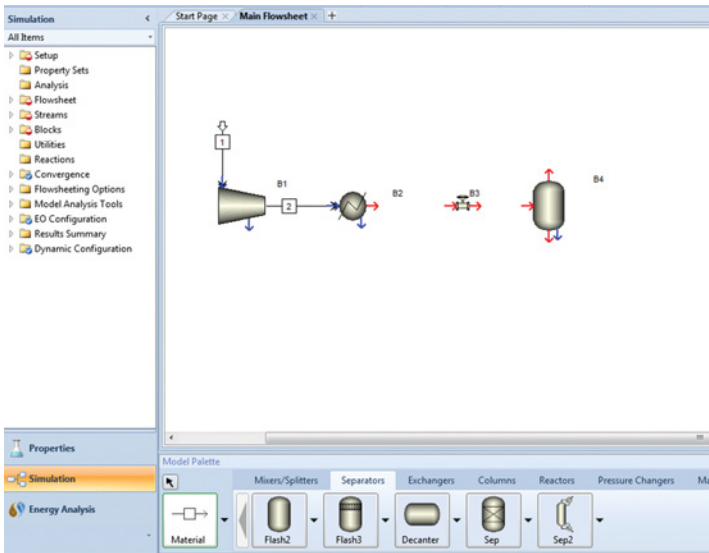 Simulation
All Items
Setup
Property Sets
Analysis
Flowsheet
Streams
Blocks
Utilities
Reactions
Convergence
Flowsheeting Options
Model Analysis Tools
EO Configuration
Results Summary
Dynamic Configuration
Properties
Simulation
Energy Analysis
Start Page Main Flowsheet
1
B1
2
B2
B3
B4
Model Palette
Mixers/Splitters Separators Exchangers Columns Reactors Pressure Changers Ma
Material Flash2 Flash3 Decanter Sep Sep2